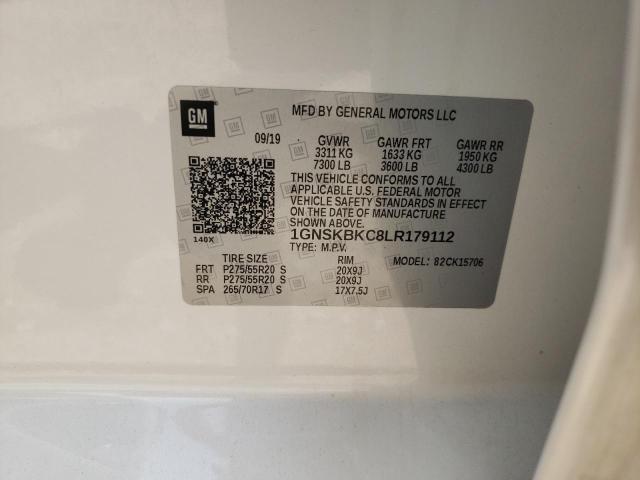 GM
MFD BY GENERAL MOTORS LLC
09/19 GVWR GAWR FRT GAWR RR
3311 KG 1633 KG 1950 KG
7300 LB 3600 LB 4300 LB
THIS VEHICLE CONFORMS TO ALL
APPLICABLE U.S. FEDERAL MOTOR
VEHICLE SAFETY STANDARDS IN
EFFECT ON THE DATE OF MANUFACTURE
SHOWN ABOVE.
1GNSKBKC8LR179112
140X TYPE: M.P.V.
TIRE SIZE RIM MODEL: 82CK15706
FRT P275/55R20 S 20X9J
RR P275/55R20 S 20X9J
SPA 265/70R17 S 17X7.5J